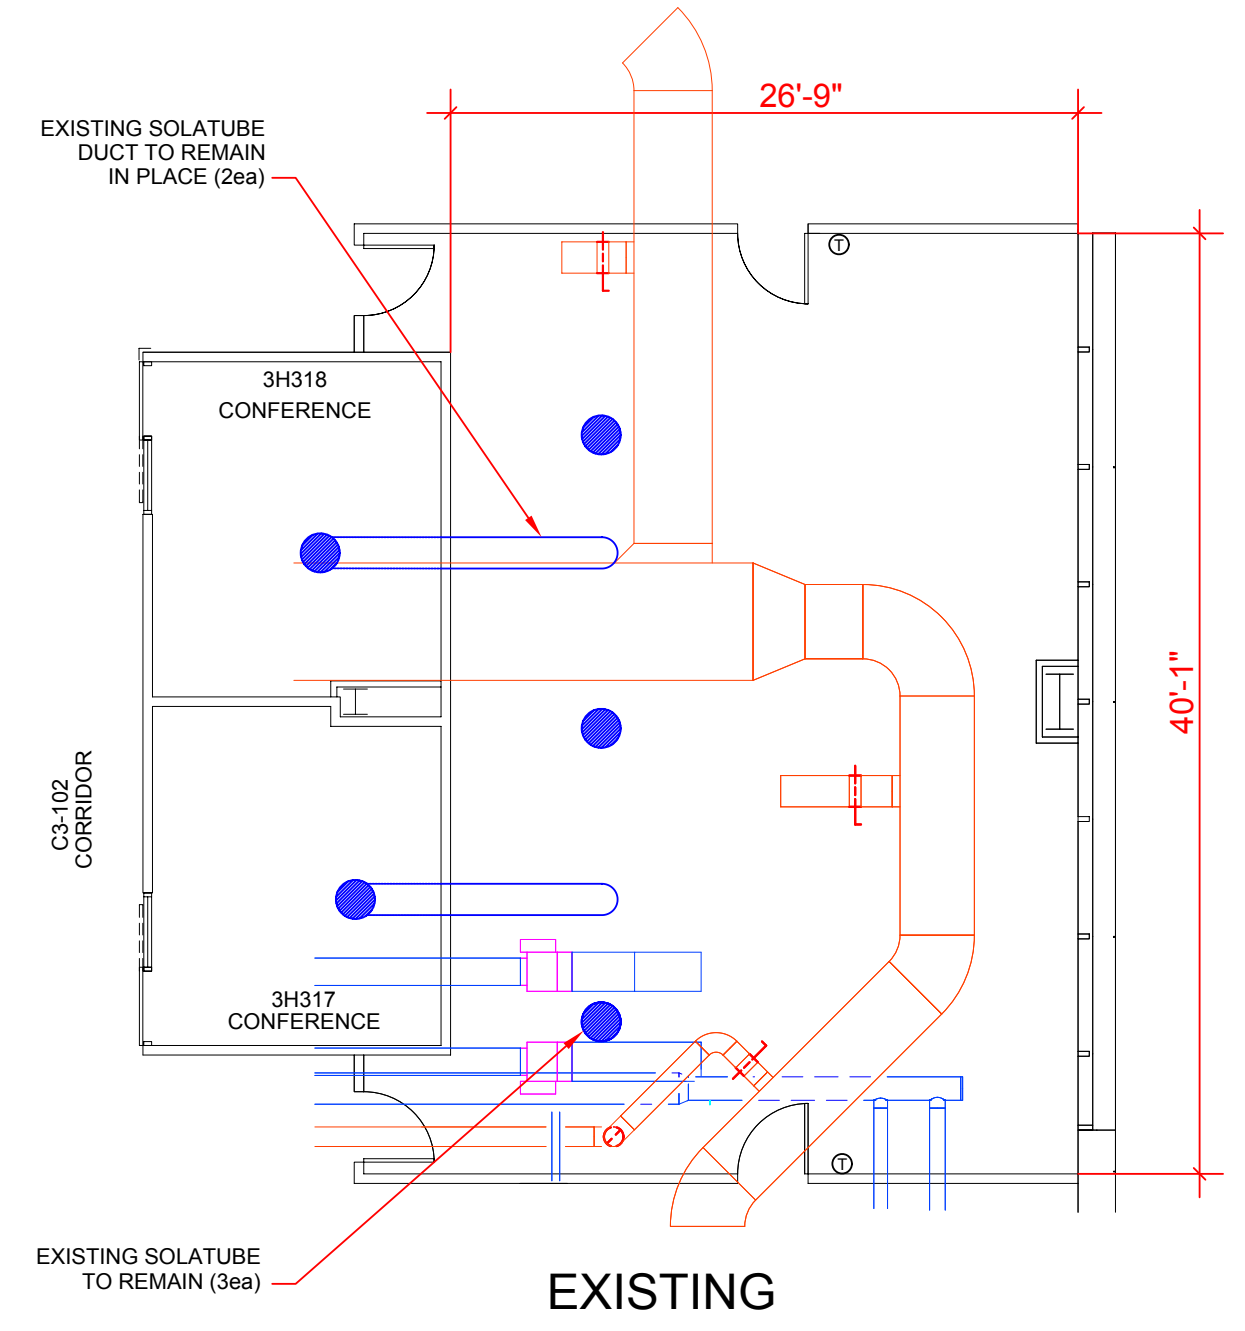 26'-9"
EXISTING SOLATUBE
DUCT TO REMAIN
IN PLACE (2ea)
T
3H318
CONFERENCE
40'-1"
C3-102
CORRIDOR
3H317
CONFERENCE
T
EXISTING SOLATUBE
TO REMAIN (3ea)
EXISTING